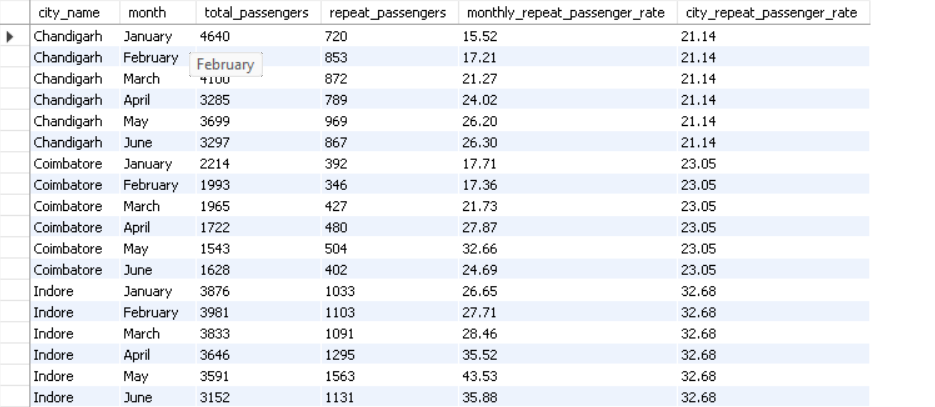 city_name month total_passengers repeat_passengers monthly_repeat_passenger_rate city_repeat_passenger_rate
Chandigarh January 4640 720 15.52 21.14
Chandigarh February 853 17.21 21.14
February
Chandigarh March 4100 872 21.27 21.14
Chandigarh April 3285 789 24.02 21.14
Chandigarh May 3699 969 26.20 21.14
Chandigarh June 3297 867 26.30 21.14
Coimbatore January 2214 392 17.71 23.05
Coimbatore February 1993 346 17.36 23.05
Coimbatore March 1965 427 21.73 23.05
Coimbatore April 1722 480 27.87 23.05
Coimbatore May 1543 504 32.66 23.05
Coimbatore June 1628 402 24.69 23.05
Indore January 3876 1033 26.65 32.68
Indore February 3981 1103 27.71 32.68
Indore March 3833 1091 28.46 32.68
Indore April 3646 1295 35.52 32.68
Indore May 3591 1563 43.53 32.68
Indore June 3152 1131 35.88 32.68